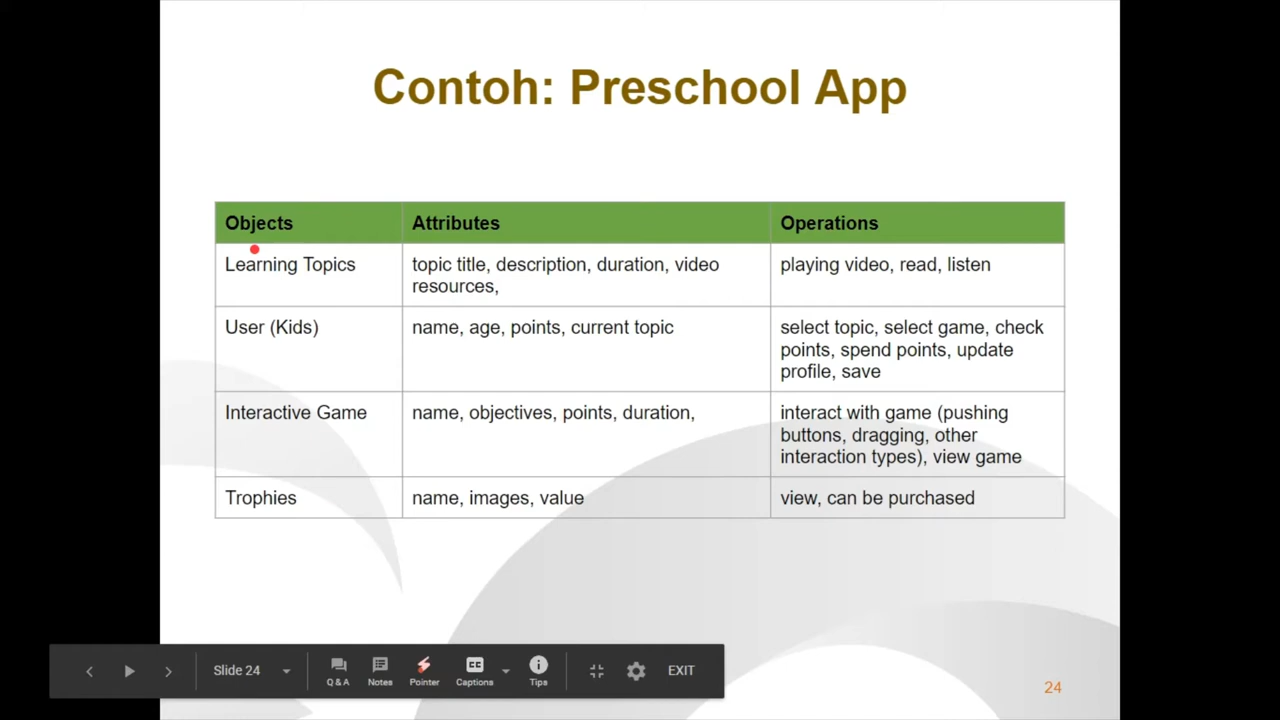 Contoh: Preschool App
Objects
Attributes
Operations
Learning Topics
topic title, description, duration, video
resources,
playing video, read, listen
User (Kids)
name, age, points, current topic
select topic, select game, check
points, spend points, update
profile, save
Interactive Game
name, objectives, points, duration,
interact with game (pushing
buttons, dragging, other
interaction types), view game
Trophies
name, images, value
view, can be purchased
Slide 24
Q & A
Notes
Pointer
CC
Captions
Tips
EXIT
24